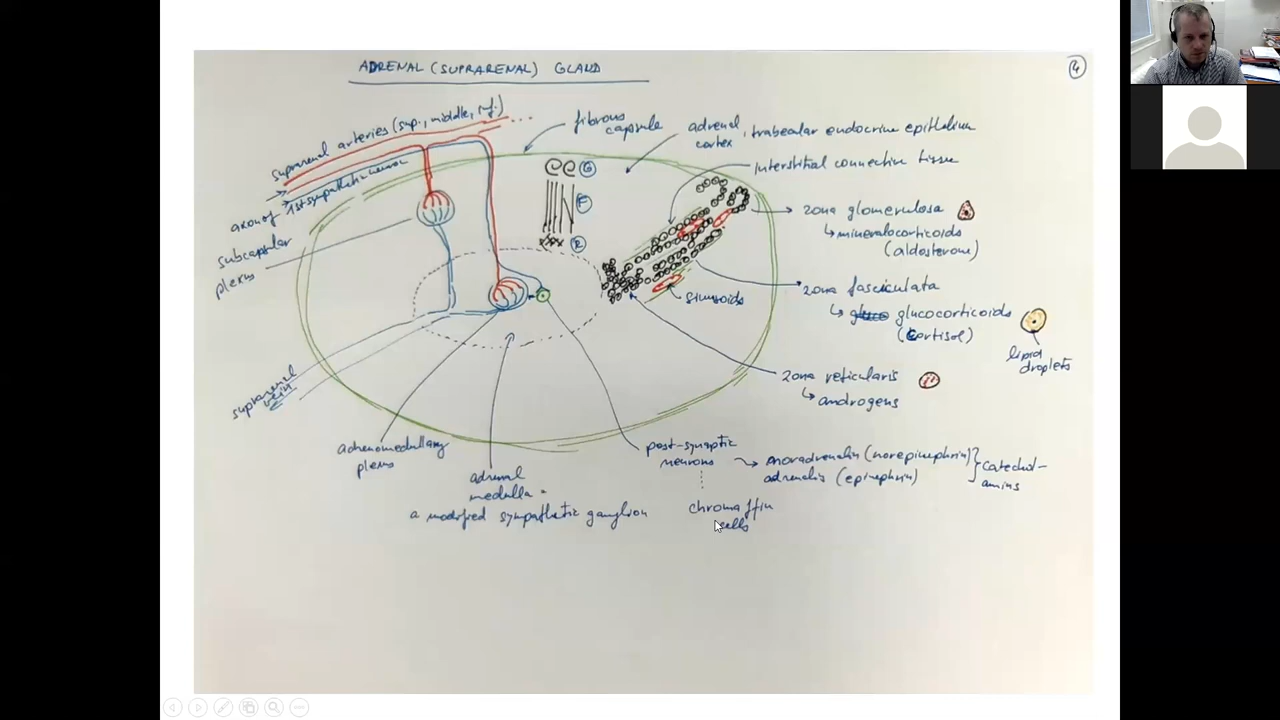 ADRENAL (SUPRARENAL) GLAND
4
suprarenal arteries (sup., middle, inf.) ...
axon of 1st sympathetic neuron
subcapsular
plexus
fibrous
capsule
adrenal
cortex
, trabecular endocrine epithelium
interstitial connective tissue
G
F
R
zona glomerulosa
mineralocorticoids
(aldosterone)
zona fasciculata
glucocorticoids
(cortisol)
lipid
droplets
sinusoids
zona reticularis
androgens
suprarenal
vein
adrenomedullary
plexus
adrenal
medulla -
a modified sympathetic ganglion
post-synaptic
neurons
noradrenalin (norepinephrin)
adrenalin (epinephrin)
catechol-
amins
chromaffin
cells